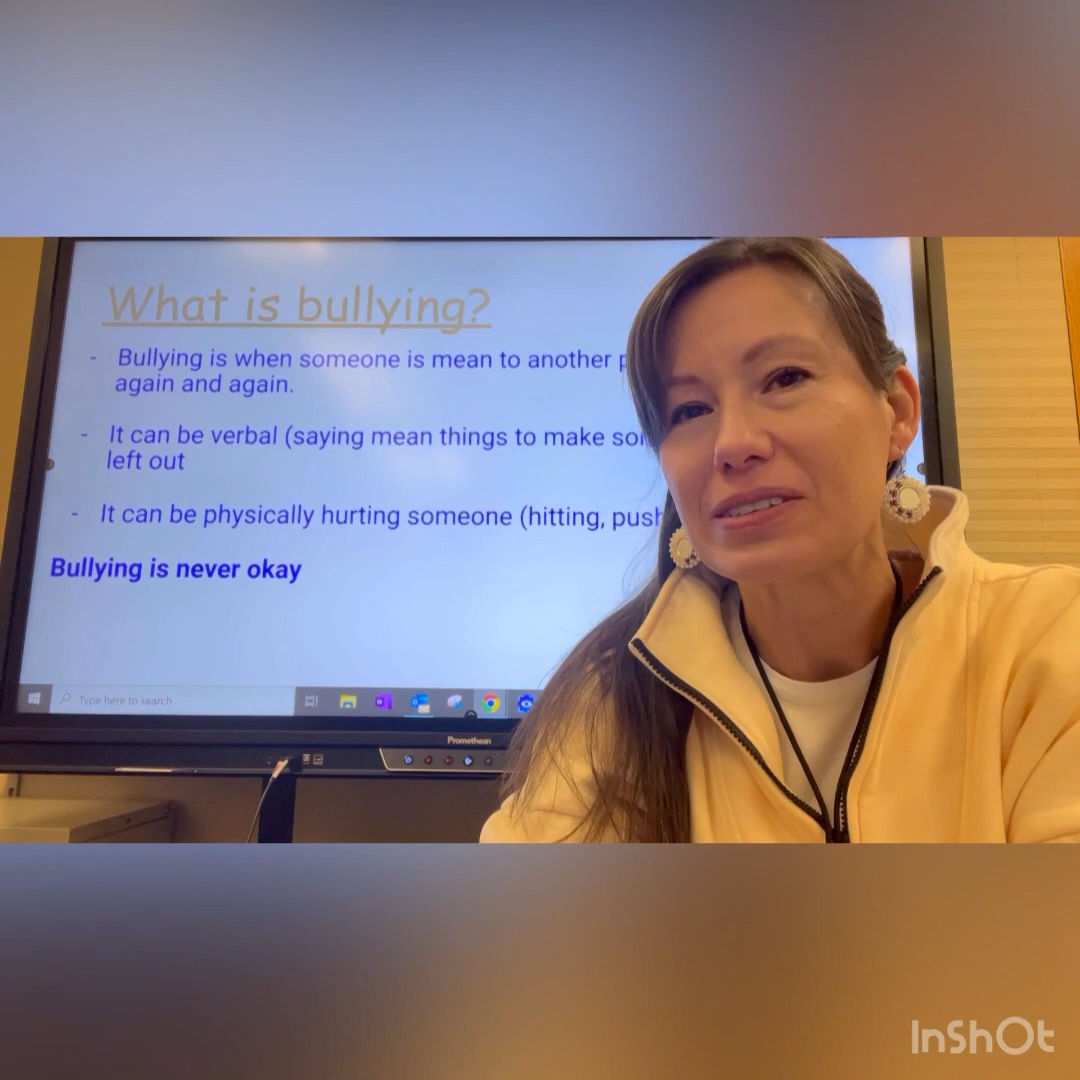 What is bullying?
- Bullying is when someone is mean to another
again and again.
- It can be verbal (saying mean things to make
left out
- It can be physically hurting someone (hitting,
Bullying is never okay
Type here to search
Promethean
InShOt